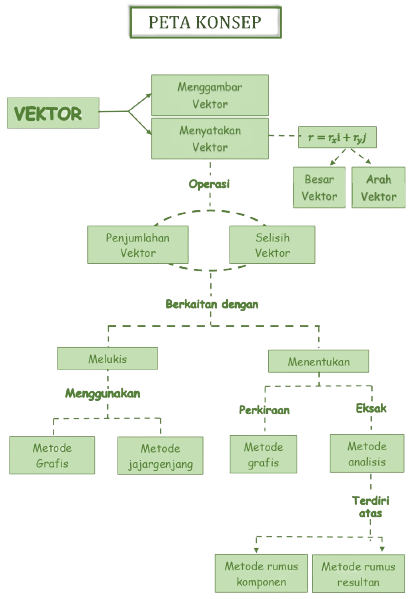 PETA KONSEP
VEKTOR
Menggambar
Vektor
Menyatakan
Vektor
r = rₓi + r_yj
Besar
Vektor
Arah
Vektor
Operasi
Penjumlahan
Vektor
Selisih
Vektor
Berkaitan dengan
Melukis
Menentukan
Menggunakan
Perkiraan
Eksak
Metode
Grafis
Metode
jajargenjang
Metode
grafis
Metode
analisis
Terdiri
atas
Metode rumus
komponen
Metode rumus
resultan